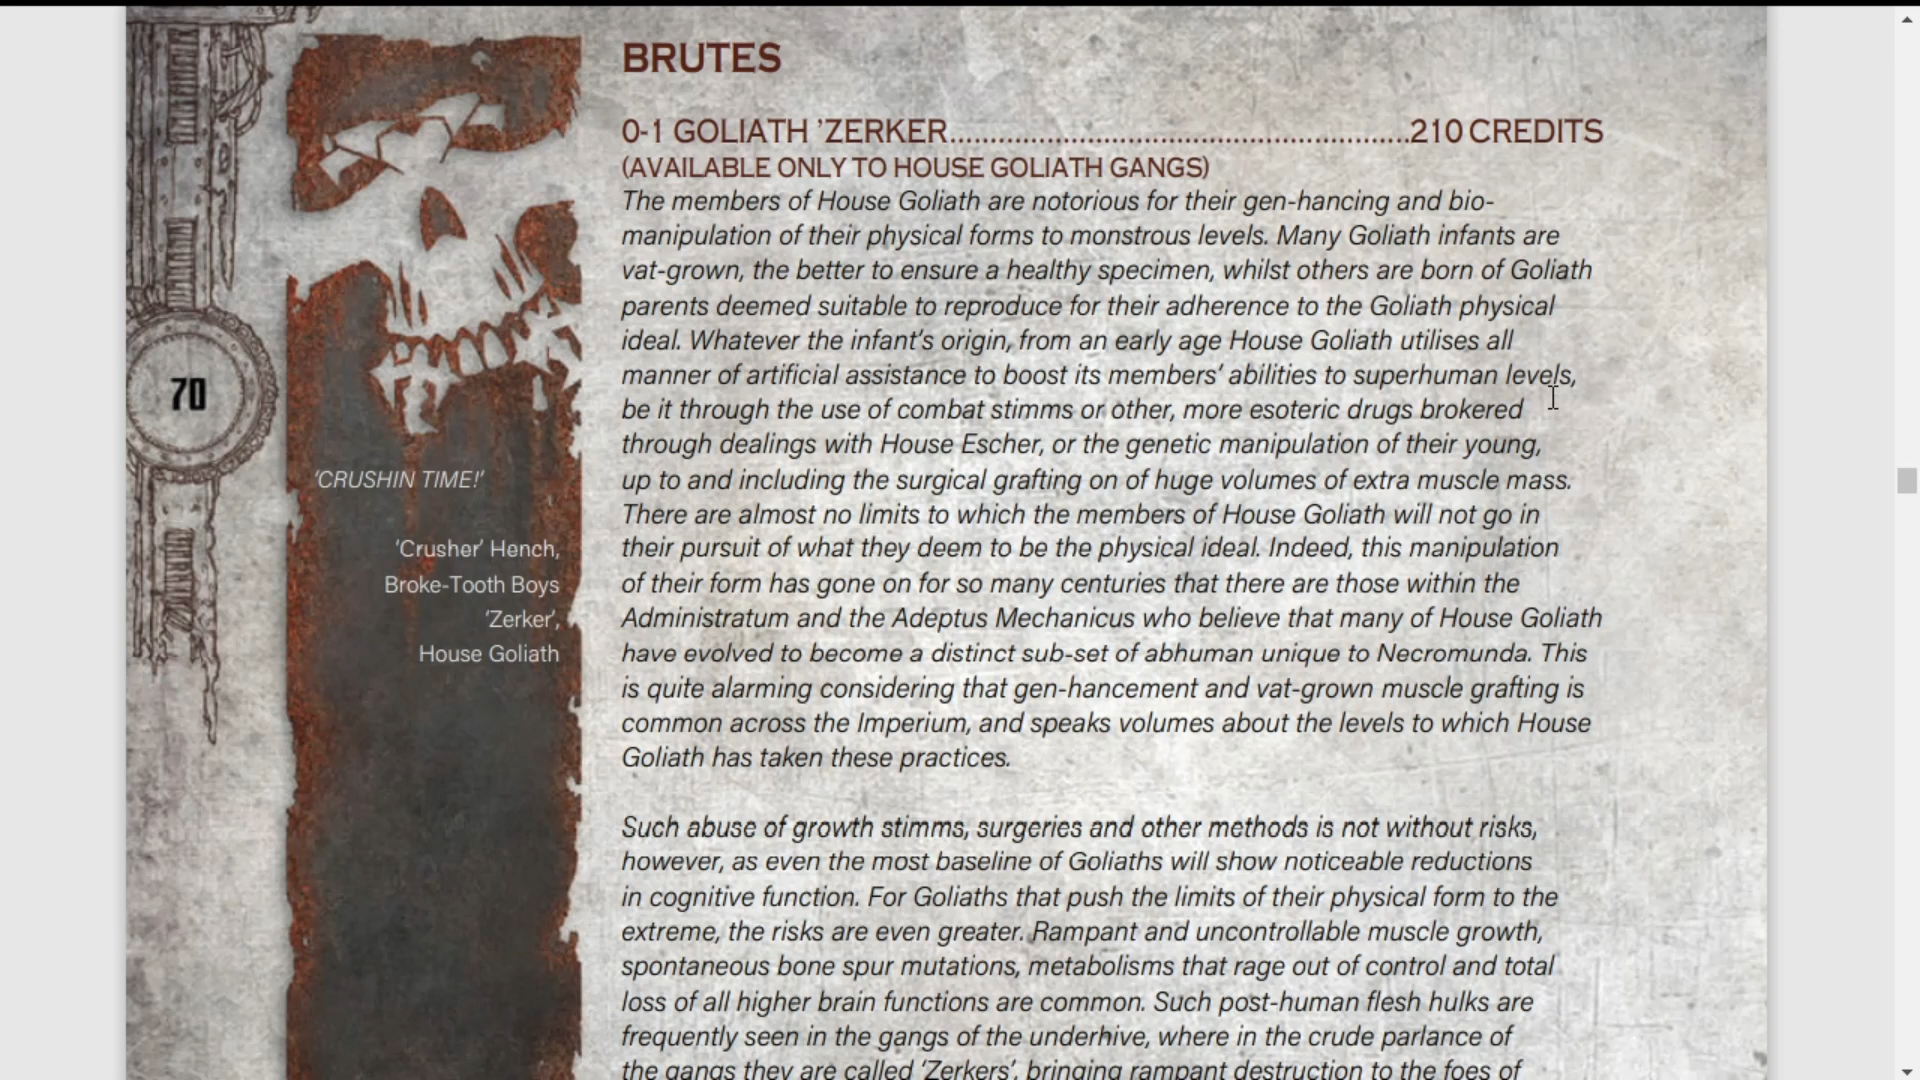 BRUTES
0-1 GOLIATH ’ZERKER..........................................................210 CREDITS
(AVAILABLE ONLY TO HOUSE GOLIATH GANGS)
The members of House Goliath are notorious for their gen-hancing and bio-
manipulation of their physical forms to monstrous levels. Many Goliath infants are
vat-grown, the better to ensure a healthy specimen, whilst others are born of Goliath
parents deemed suitable to reproduce for their adherence to the Goliath physical
ideal. Whatever the infant’s origin, from an early age House Goliath utilises all
manner of artificial assistance to boost its members’ abilities to superhuman levels,
be it through the use of combat stimms or other, more esoteric drugs brokered
through dealings with House Escher, or the genetic manipulation of their young,
up to and including the surgical grafting on of huge volumes of extra muscle mass.
There are almost no limits to which the members of House Goliath will not go in
their pursuit of what they deem to be the physical ideal. Indeed, this manipulation
of their form has gone on for so many centuries that there are those within the
Administratum and the Adeptus Mechanicus who believe that many of House Goliath
have evolved to become a distinct sub-set of abhuman unique to Necromunda. This
is quite alarming considering that gen-hancement and vat-grown muscle grafting is
common across the Imperium, and speaks volumes about the levels to which House
Goliath has taken these practices.
Such abuse of growth stimms, surgeries and other methods is not without risks,
however, as even the most baseline of Goliaths will show noticeable reductions
in cognitive function. For Goliaths that push the limits of their physical form to the
extreme, the risks are even greater. Rampant and uncontrollable muscle growth,
spontaneous bone spur mutations, metabolisms that rage out of control and total
loss of all higher brain functions are common. Such post-human flesh hulks are
frequently seen in the gangs of the underhive, where in the crude parlance of
the gangs they are called ‘Zerkers’, bringing rampant destruction to the foes of
70
‘CRUSHIN TIME!’
‘Crusher’ Hench,
Broke-Tooth Boys
‘Zerker’,
House Goliath